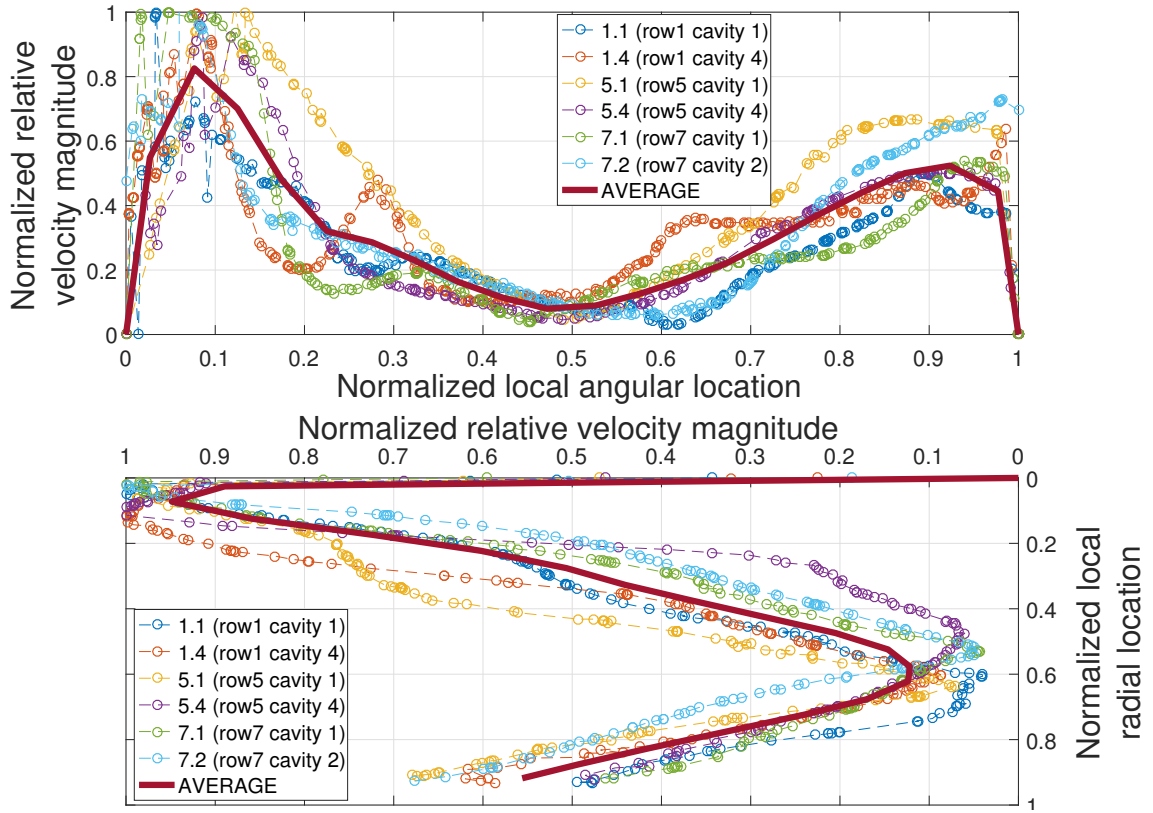 Normalized relative
velocity magnitude
1
0.8
0.6
0.4
0.2
0
1.1 (row1 cavity 1)
1.4 (row1 cavity 4)
5.1 (row5 cavity 1)
5.4 (row5 cavity 4)
7.1 (row7 cavity 1)
7.2 (row7 cavity 2)
AVERAGE
0 0.1 0.2 0.3 0.4 0.5 0.6 0.7 0.8 0.9 1
Normalized local angular location
Normalized relative velocity magnitude
1 0.9 0.8 0.7 0.6 0.5 0.4 0.3 0.2 0.1 0
0
0.2
0.4
0.6
0.8
1
Normalized local
radial location
1.1 (row1 cavity 1)
1.4 (row1 cavity 4)
5.1 (row5 cavity 1)
5.4 (row5 cavity 4)
7.1 (row7 cavity 1)
7.2 (row7 cavity 2)
AVERAGE